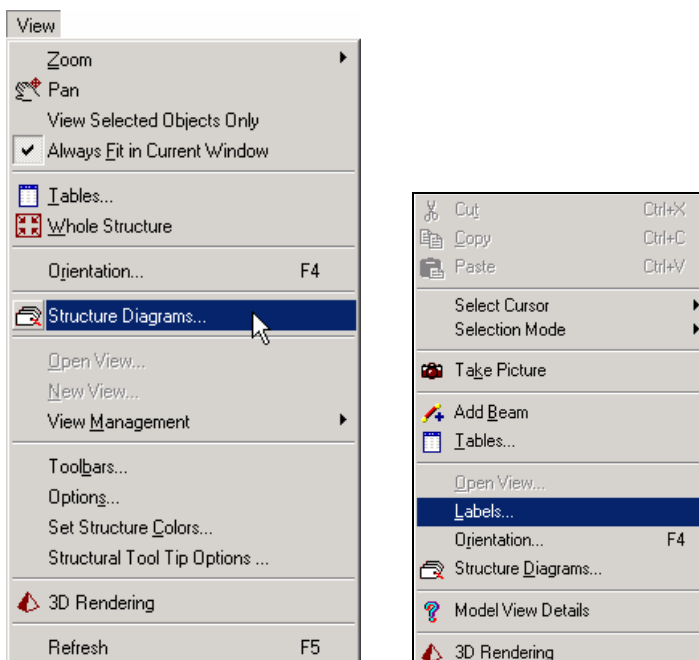 View
Zoom
Pan
View Selected Objects Only
Always Fit in Current Window
Tables...
Whole Structure
Orientation... F4
Structure Diagrams...
Open View...
New View...
View Management
Toolbars...
Options...
Set Structure Colors...
Structural Tool Tip Options ...
3D Rendering
Refresh F5
Cut Ctrl+X
Copy Ctrl+C
Paste Ctrl+V
Select Cursor
Selection Mode
Take Picture
Add Beam
Tables...
Open View...
Labels...
Orientation... F4
Structure Diagrams...
Model View Details
3D Rendering